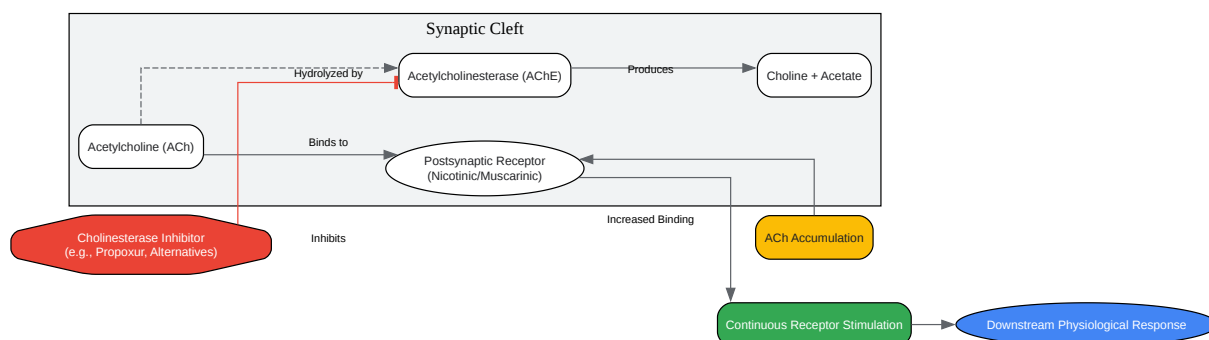 Synaptic Cleft
Hydrolyzed by
Acetylcholinesterase (AChE)
Produces
Choline + Acetate
Acetylcholine (ACh)
Binds to
Postsynaptic Receptor
(Nicotinic/Muscarinic)
Increased Binding
Cholinesterase Inhibitor
(e.g., Propoxur, Alternatives)
Inhibits
ACh Accumulation
Continuous Receptor Stimulation
Downstream Physiological Response